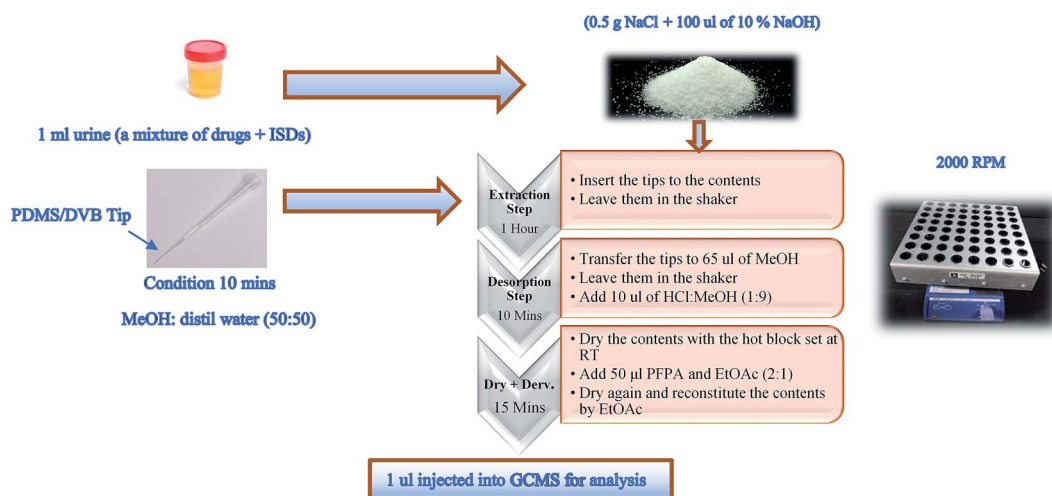 (0.5 g NaCl + 100 ul of 10 % NaOH)
1 ml urine (a mixture of drugs + ISDs)
2000 RPM
PDMS/DVB Tip
Condition 10 mins
MeOH: distil water (50:50)
Extraction
Step
1 Hour
• Insert the tips to the contents
• Leave them in the shaker
Desorption
Step
10 Mins
• Transfer the tips to 65 ul of MeOH
• Leave them in the shaker
• Add 10 ul of HCl:MeOH (1:9)
Dry + Derv.
15 Mins
• Dry the contents with the hot block set at
RT
• Add 50 µl PFPA and EtOAc (2:1)
• Dry again and reconstitute the contents
by EtOAc
1 ul injected into GCMS for analysis